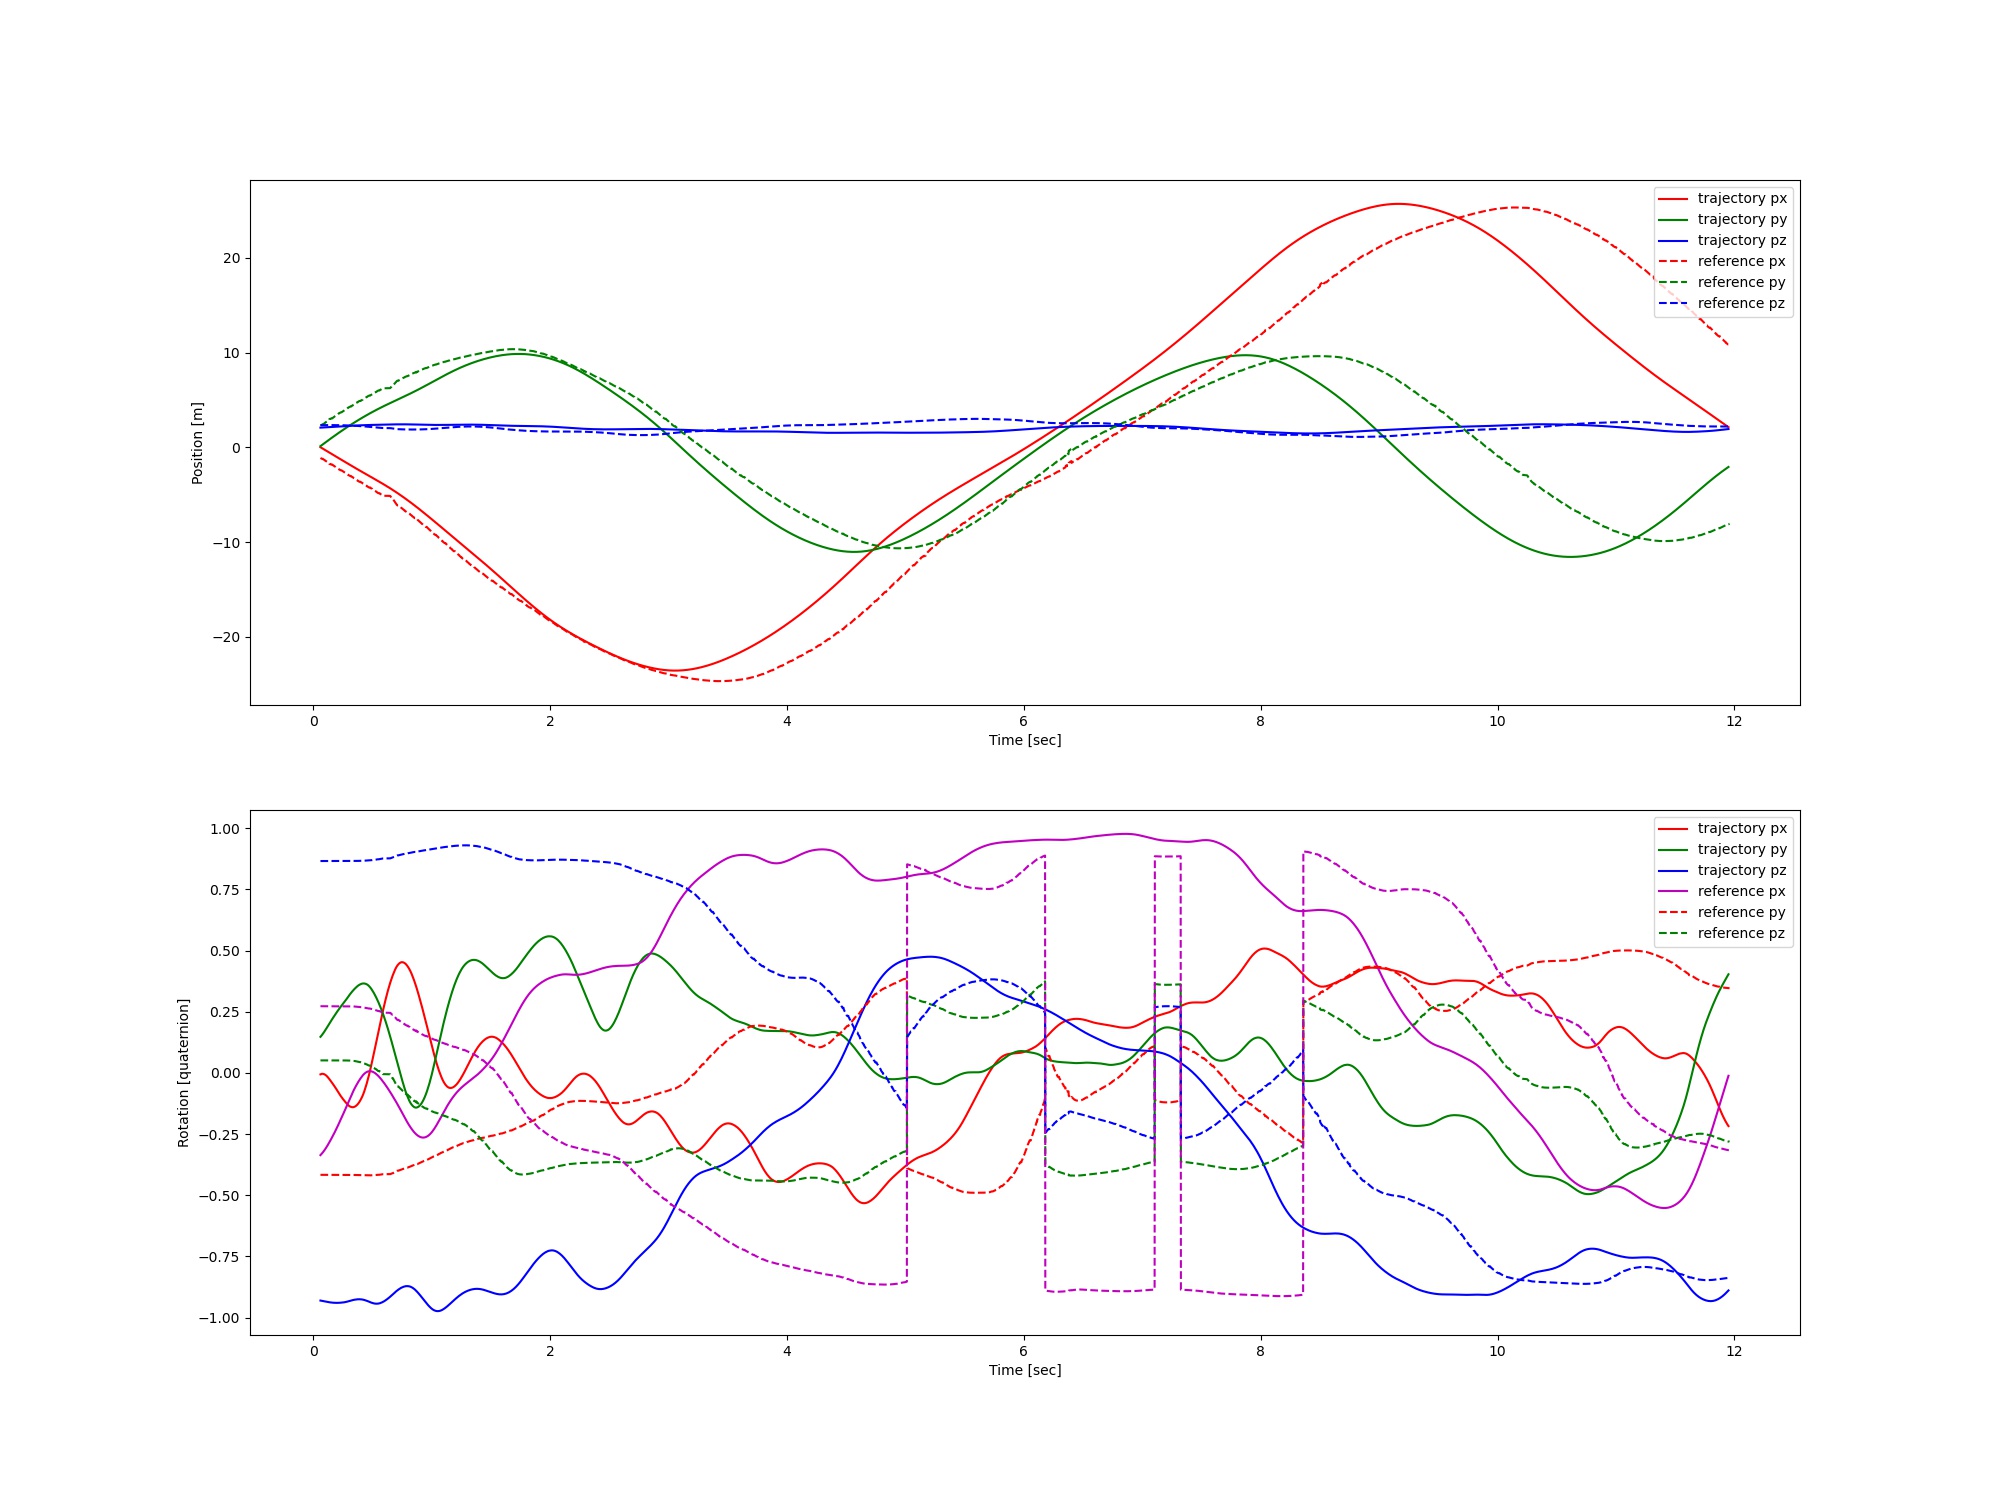 trajectory px
trajectory py
trajectory pz
reference px
reference py
reference pz
20
10
0
−10
−20
Position [m]
0 2 4 6 8 10 12
Time [sec]
trajectory px
trajectory py
trajectory pz
reference px
reference py
reference pz
1.00
0.75
0.50
0.25
0.00
−0.25
−0.50
−0.75
−1.00
Rotation [quaternion]
0 2 4 6 8 10 12
Time [sec]